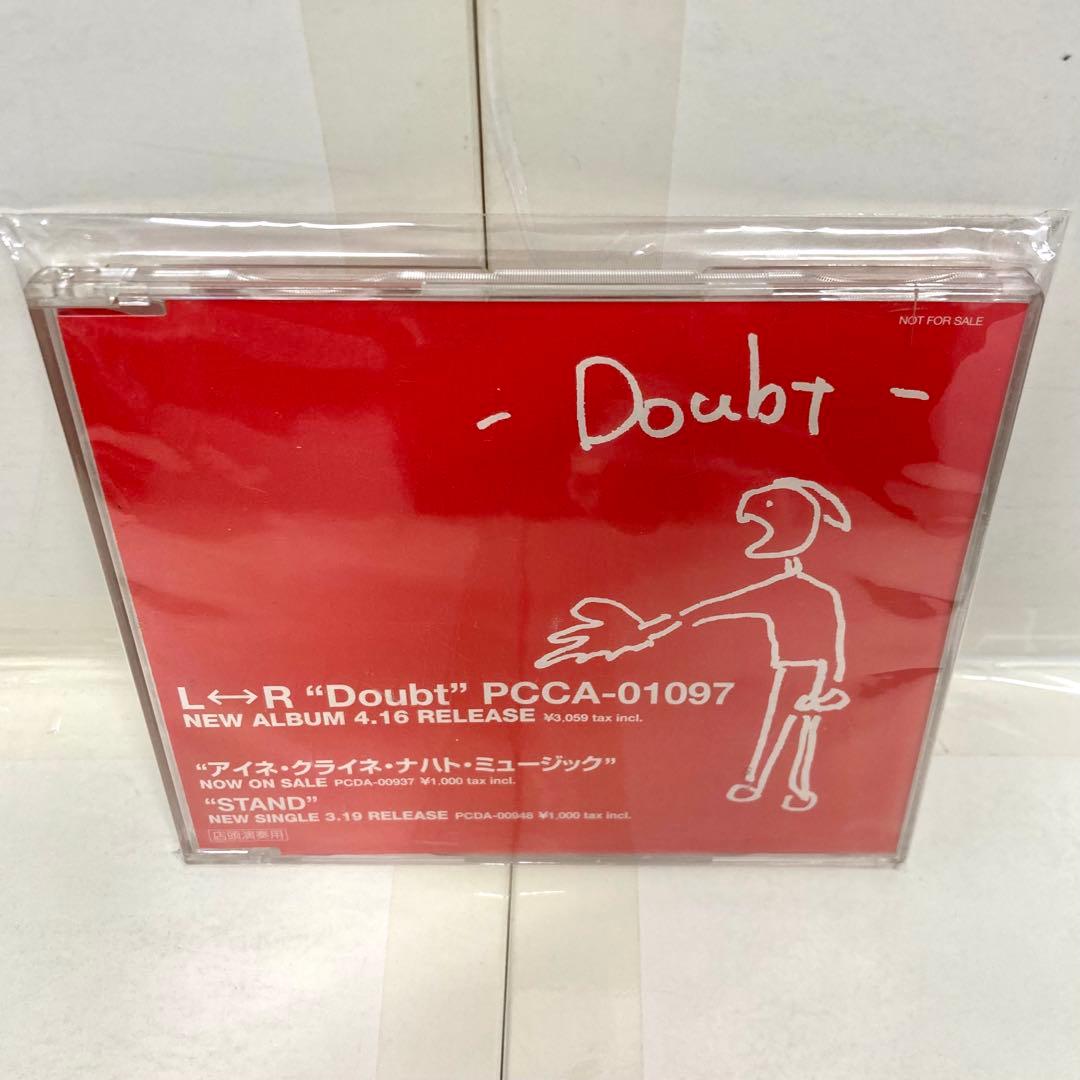 NOT FOR SALE
- Doubt -
L↔R “Doubt” PCCA-01097
NEW ALBUM 4.16 RELEASE ¥3,059 tax incl.
“アイネ・クライネ・ナハト・ミュージック”
NOW ON SALE PCDA-00937 ¥1,000 tax incl.
“STAND”
NEW SINGLE 3.19 RELEASE PCDA-00948 ¥1,000 tax incl.
店頭演奏用